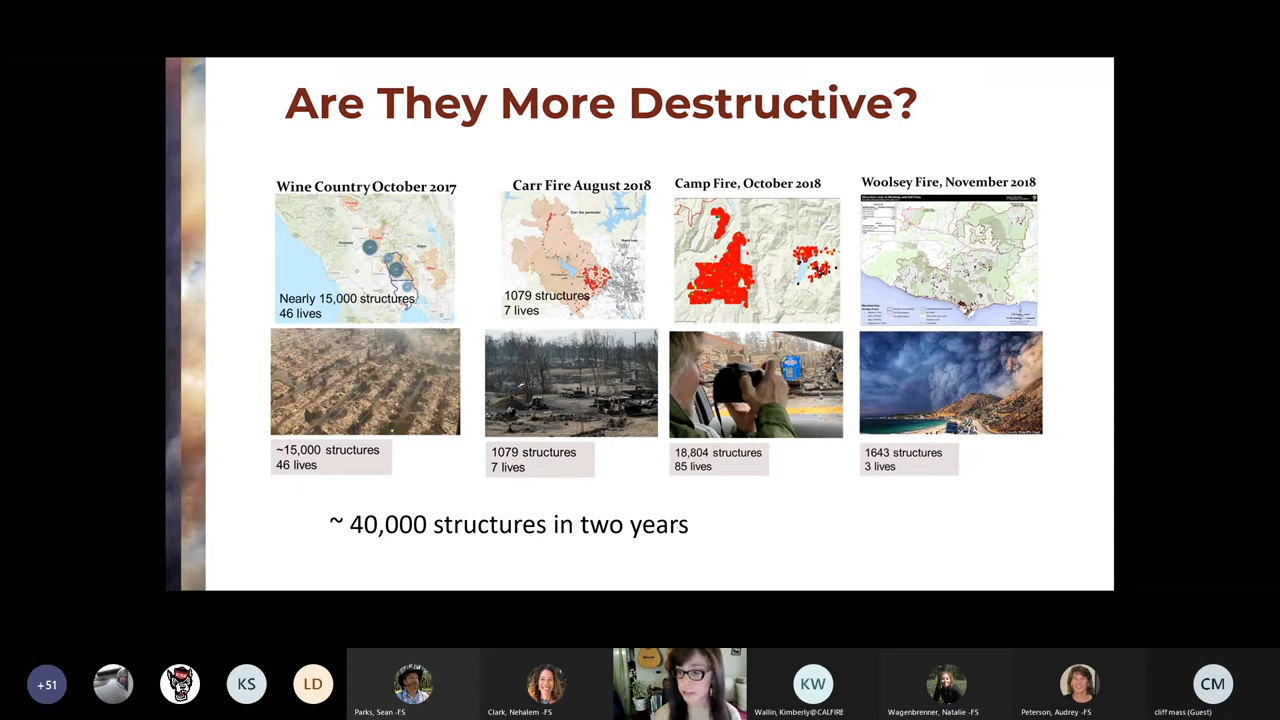 Are They More Destructive?
Wine Country October 2017
Carr Fire August 2018
Camp Fire, October 2018
Woolsey Fire, November 2018
Nearly 15,000 structures
46 lives
Carr fire perimeter
1079 structures
7 lives
~15,000 structures
46 lives
1079 structures
7 lives
18,804 structures
85 lives
1643 structures
3 lives
~ 40,000 structures in two years
+51
KS
LD
KW
CM
Parks, Sean -FS
Clark, Nehalem -FS
Wallin, Kimberly@CALFIRE
Wagenbrenner, Natalie -FS
Peterson, Audrey -FS
cliff mass (Guest)